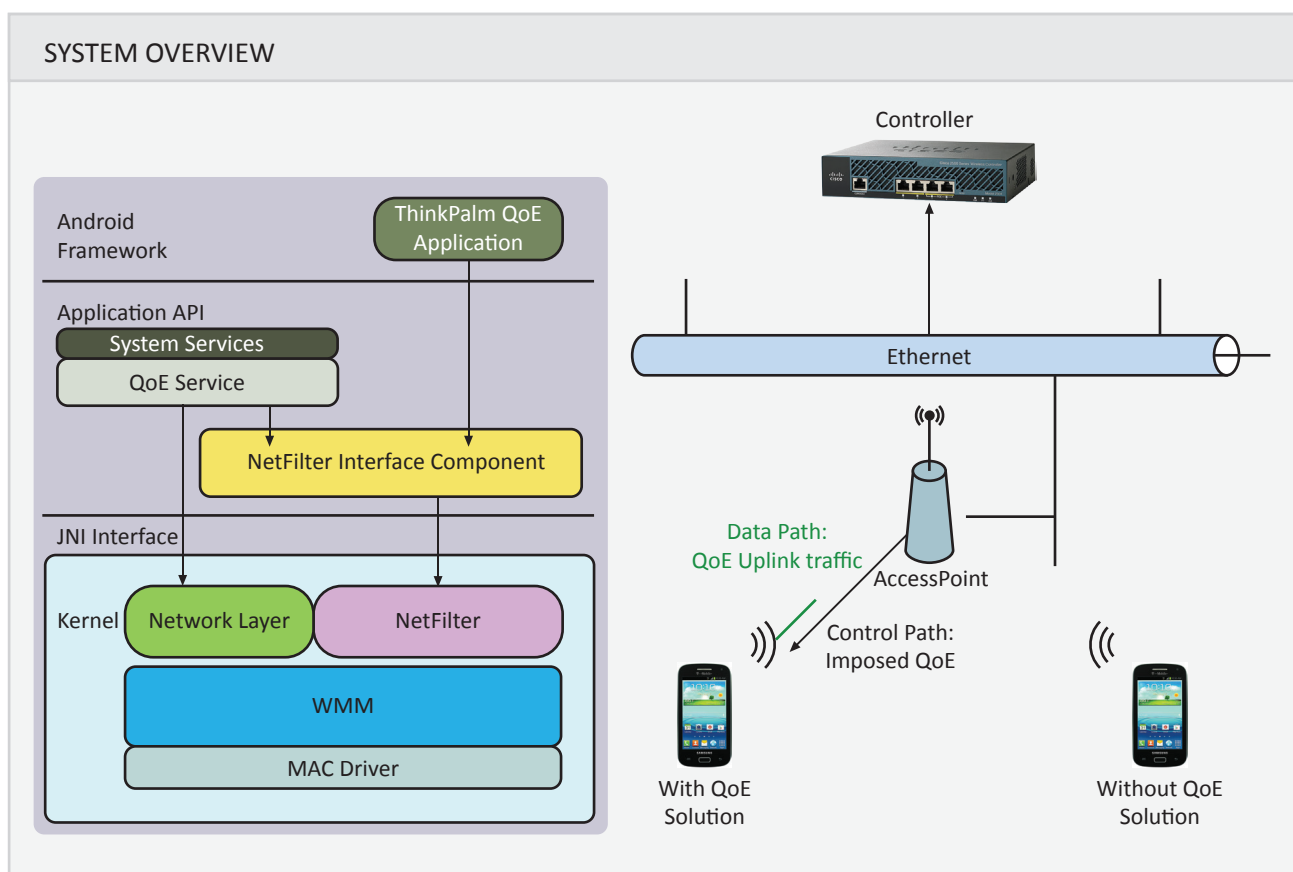 SYSTEM OVERVIEW
Android
Framework
ThinkPalm QoE
Application
Application API
System Services
QoE Service
NetFilter Interface Component
JNI Interface
Kernel
Network Layer
NetFilter
WMM
MAC Driver
Controller
CISCO
Ethernet
Data Path:
QoE Uplink traffic
AccessPoint
Control Path:
Imposed QoE
With QoE
Solution
Without QoE
Solution